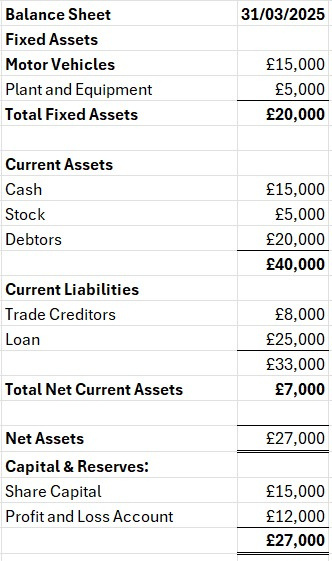 Balance Sheet 31/03/2025
Fixed Assets
Motor Vehicles £15,000
Plant and Equipment £5,000
Total Fixed Assets £20,000
Current Assets
Cash £15,000
Stock £5,000
Debtors £20,000
£40,000
Current Liabilities
Trade Creditors £8,000
Loan £25,000
£33,000
Total Net Current Assets £7,000
Net Assets £27,000
Capital & Reserves:
Share Capital £15,000
Profit and Loss Account £12,000
£27,000